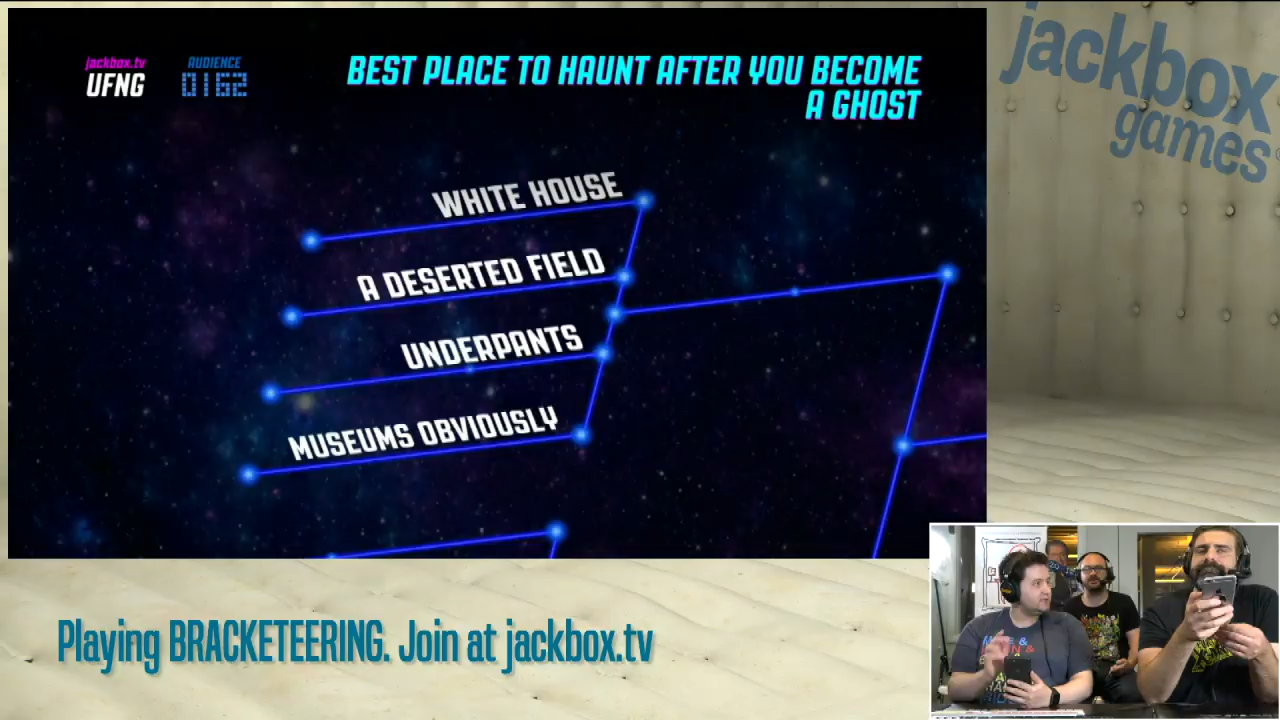 jackbox.tv
UFNG
AUDIENCE
0162
BEST PLACE TO HAUNT AFTER YOU BECOME
A GHOST
WHITE HOUSE
A DESERTED FIELD
UNDERPANTS
MUSEUMS OBVIOUSLY
jackbox
games
Playing BRACKETEERING. Join at jackbox.tv